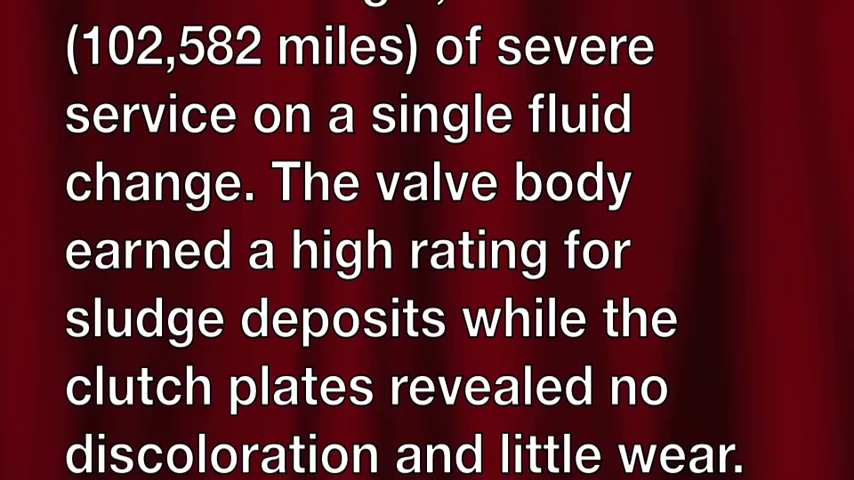 (102,582 miles) of severe
service on a single fluid
change. The valve body
earned a high rating for
sludge deposits while the
clutch plates revealed no
discoloration and little wear.